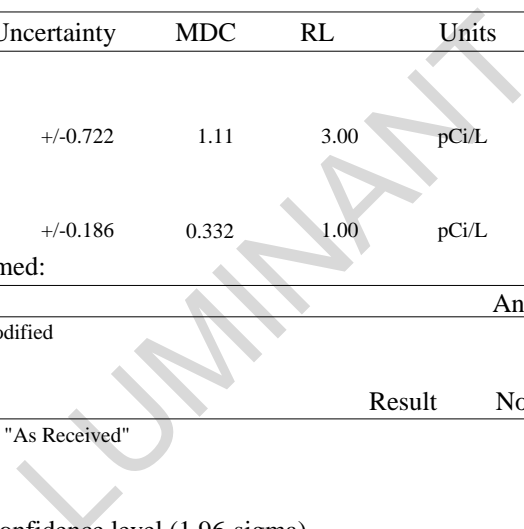 Uncertainty MDC RL Units
+/-0.722 1.11 3.00 pCi/L
+/-0.186 0.332 1.00 pCi/L
med:
An
odified
Result No
"As Received"
onfidence level (1.96-sigma)
LUMINANT